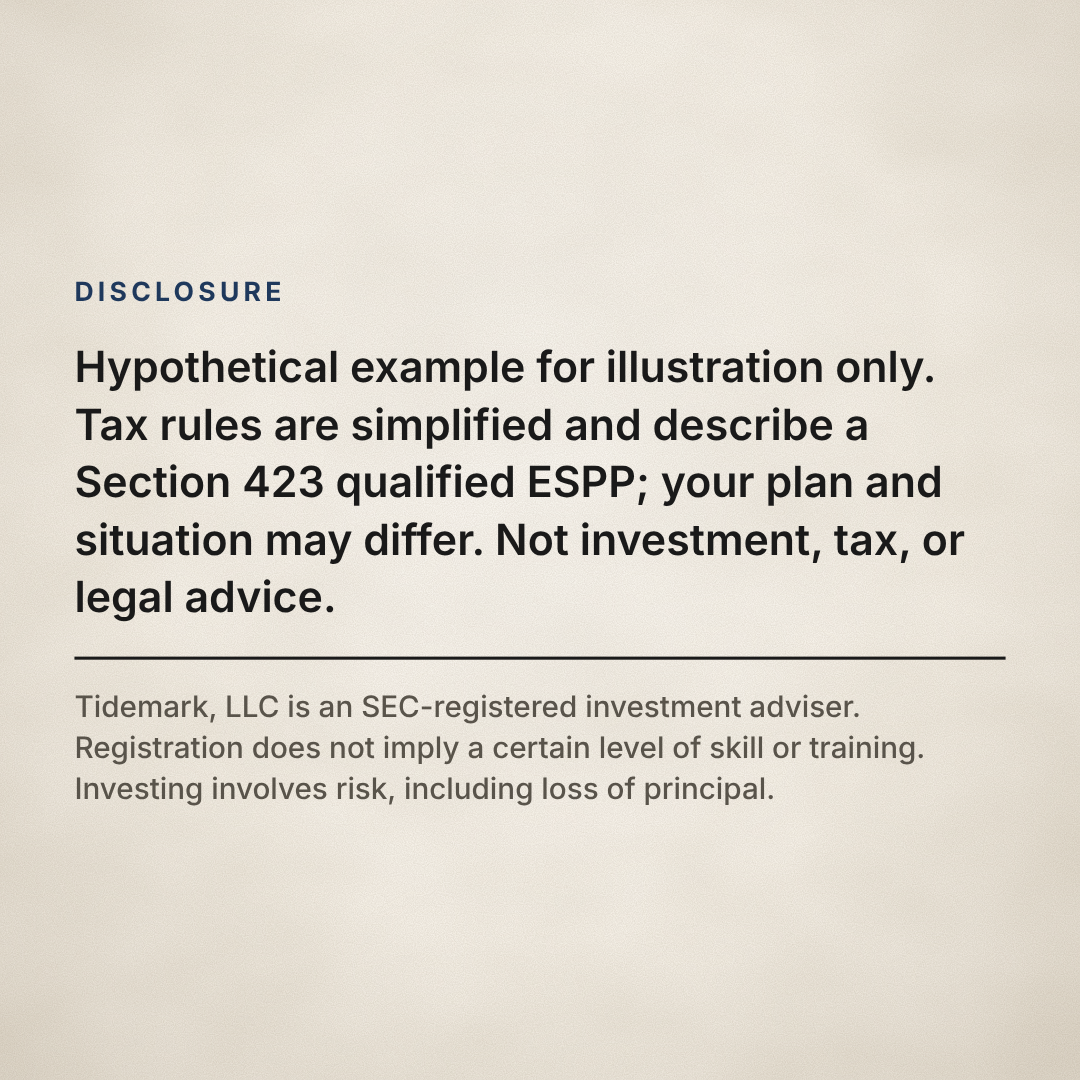 DISCLOSURE
Hypothetical example for illustration only.
Tax rules are simplified and describe a
Section 423 qualified ESPP; your plan and
situation may differ. Not investment, tax, or
legal advice.
Tidemark, LLC is an SEC-registered investment adviser.
Registration does not imply a certain level of skill or training.
Investing involves risk, including loss of principal.